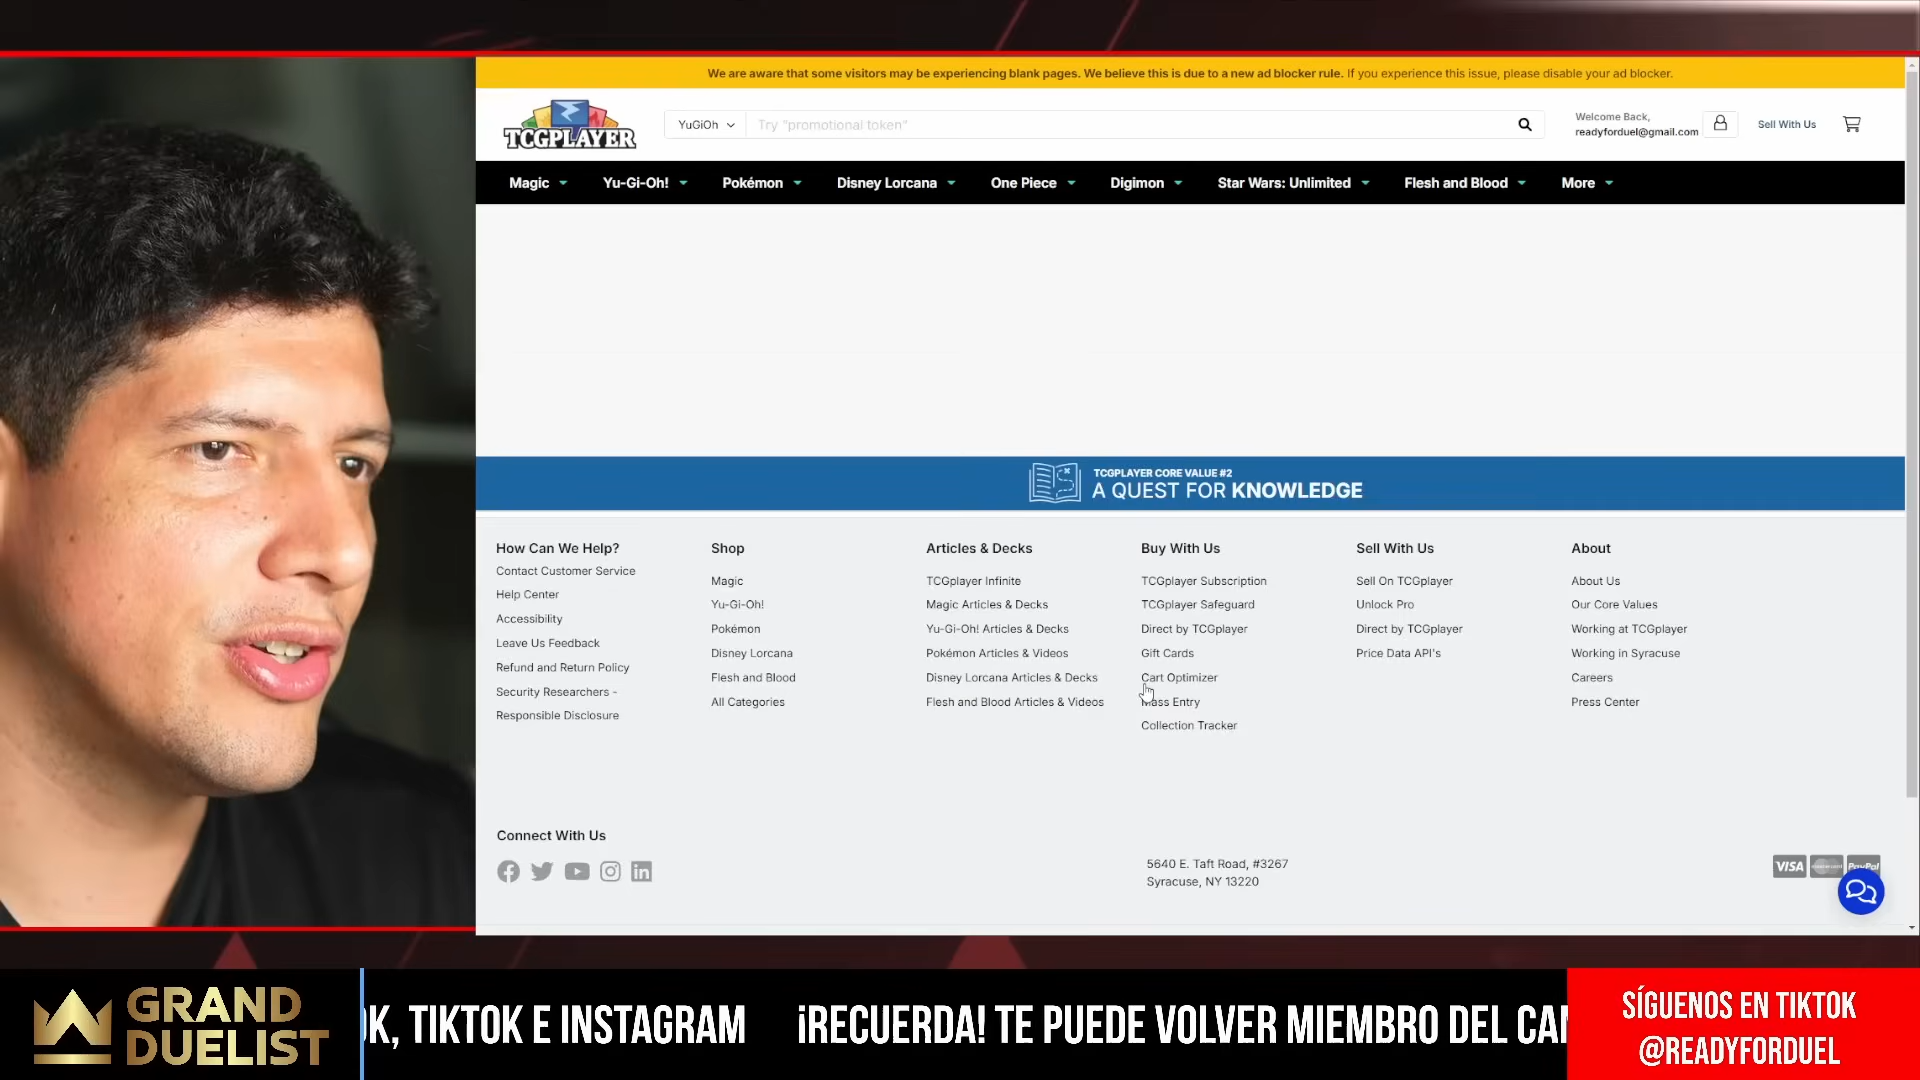 We are aware that some visitors may be experiencing blank pages. We believe this is due to a new ad blocker rule. If you experience this issue, please disable your ad blocker.
TCGPLAYER
YuGiOh
Try "promotional token"
Welcome Back,
readyforduel@gmail.com
Sell With Us
Magic
Yu-Gi-Oh!
Pokémon
Disney Lorcana
One Piece
Digimon
Star Wars: Unlimited
Flesh and Blood
More
TCGPLAYER CORE VALUE #2
A QUEST FOR KNOWLEDGE
How Can We Help?
Contact Customer Service
Help Center
Accessibility
Leave Us Feedback
Refund and Return Policy
Security Researchers -
Responsible Disclosure
Shop
Magic
Yu-Gi-Oh!
Pokémon
Disney Lorcana
Flesh and Blood
All Categories
Articles & Decks
TCGplayer Infinite
Magic Articles & Decks
Yu-Gi-Oh! Articles & Decks
Pokémon Articles & Videos
Disney Lorcana Articles & Decks
Flesh and Blood Articles & Videos
Buy With Us
TCGplayer Subscription
TCGplayer Safeguard
Direct by TCGplayer
Gift Cards
Cart Optimizer
Mass Entry
Collection Tracker
Sell With Us
Sell On TCGplayer
Unlock Pro
Direct by TCGplayer
Price Data API's
About
About Us
Our Core Values
Working at TCGplayer
Working in Syracuse
Careers
Press Center
Connect With Us
5640 E. Taft Road, #3267
Syracuse, NY 13220
VISA
PayPal
GRAND
DUELIST
OK, TIKTOK E INSTAGRAM
¡RECUERDA! TE PUEDE VOLVER MIEMBRO DEL CAN
SÍGUENOS EN TIKTOK
@READYFORDUEL